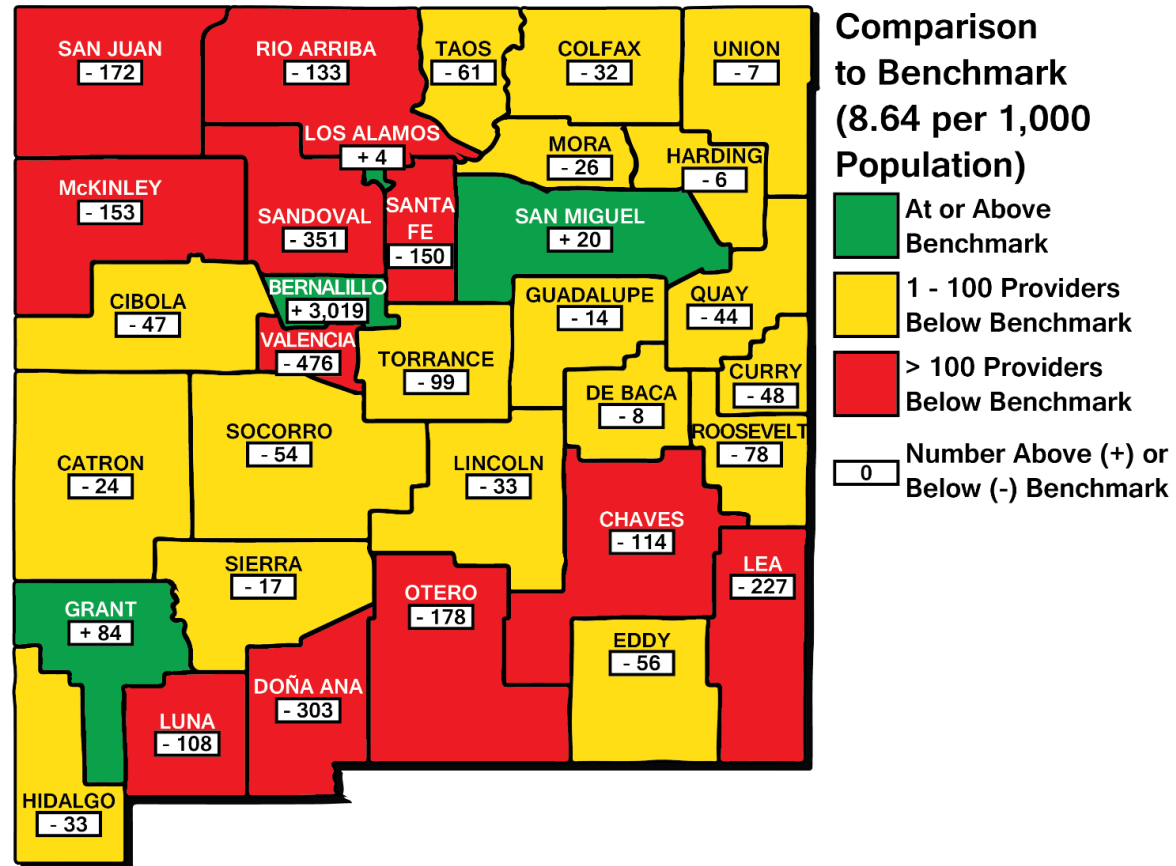 Comparison
to Benchmark
(8.64 per 1,000
Population)
At or Above
Benchmark
1 - 100 Providers
Below Benchmark
> 100 Providers
Below Benchmark
0
Number Above (+) or
Below (-) Benchmark
SAN JUAN
- 172
RIO ARRIBA
- 133
TAOS
- 61
COLFAX
- 32
UNION
- 7
LOS ALAMOS
+ 4
MORA
- 26
HARDING
- 6
McKINLEY
- 153
SANDOVAL
- 351
SANTA
FE
- 150
SAN MIGUEL
+ 20
CIBOLA
- 47
BERNALILLO
+ 3,019
VALENCIA
- 476
TORRANCE
- 99
GUADALUPE
- 14
QUAY
- 44
CURRY
- 48
DE BACA
- 8
ROOSEVELT
- 78
CATRON
- 24
SOCORRO
- 54
LINCOLN
- 33
CHAVES
- 114
LEA
- 227
SIERRA
- 17
GRANT
+ 84
OTERO
- 178
EDDY
- 56
DOÑA ANA
- 303
LUNA
- 108
HIDALGO
- 33